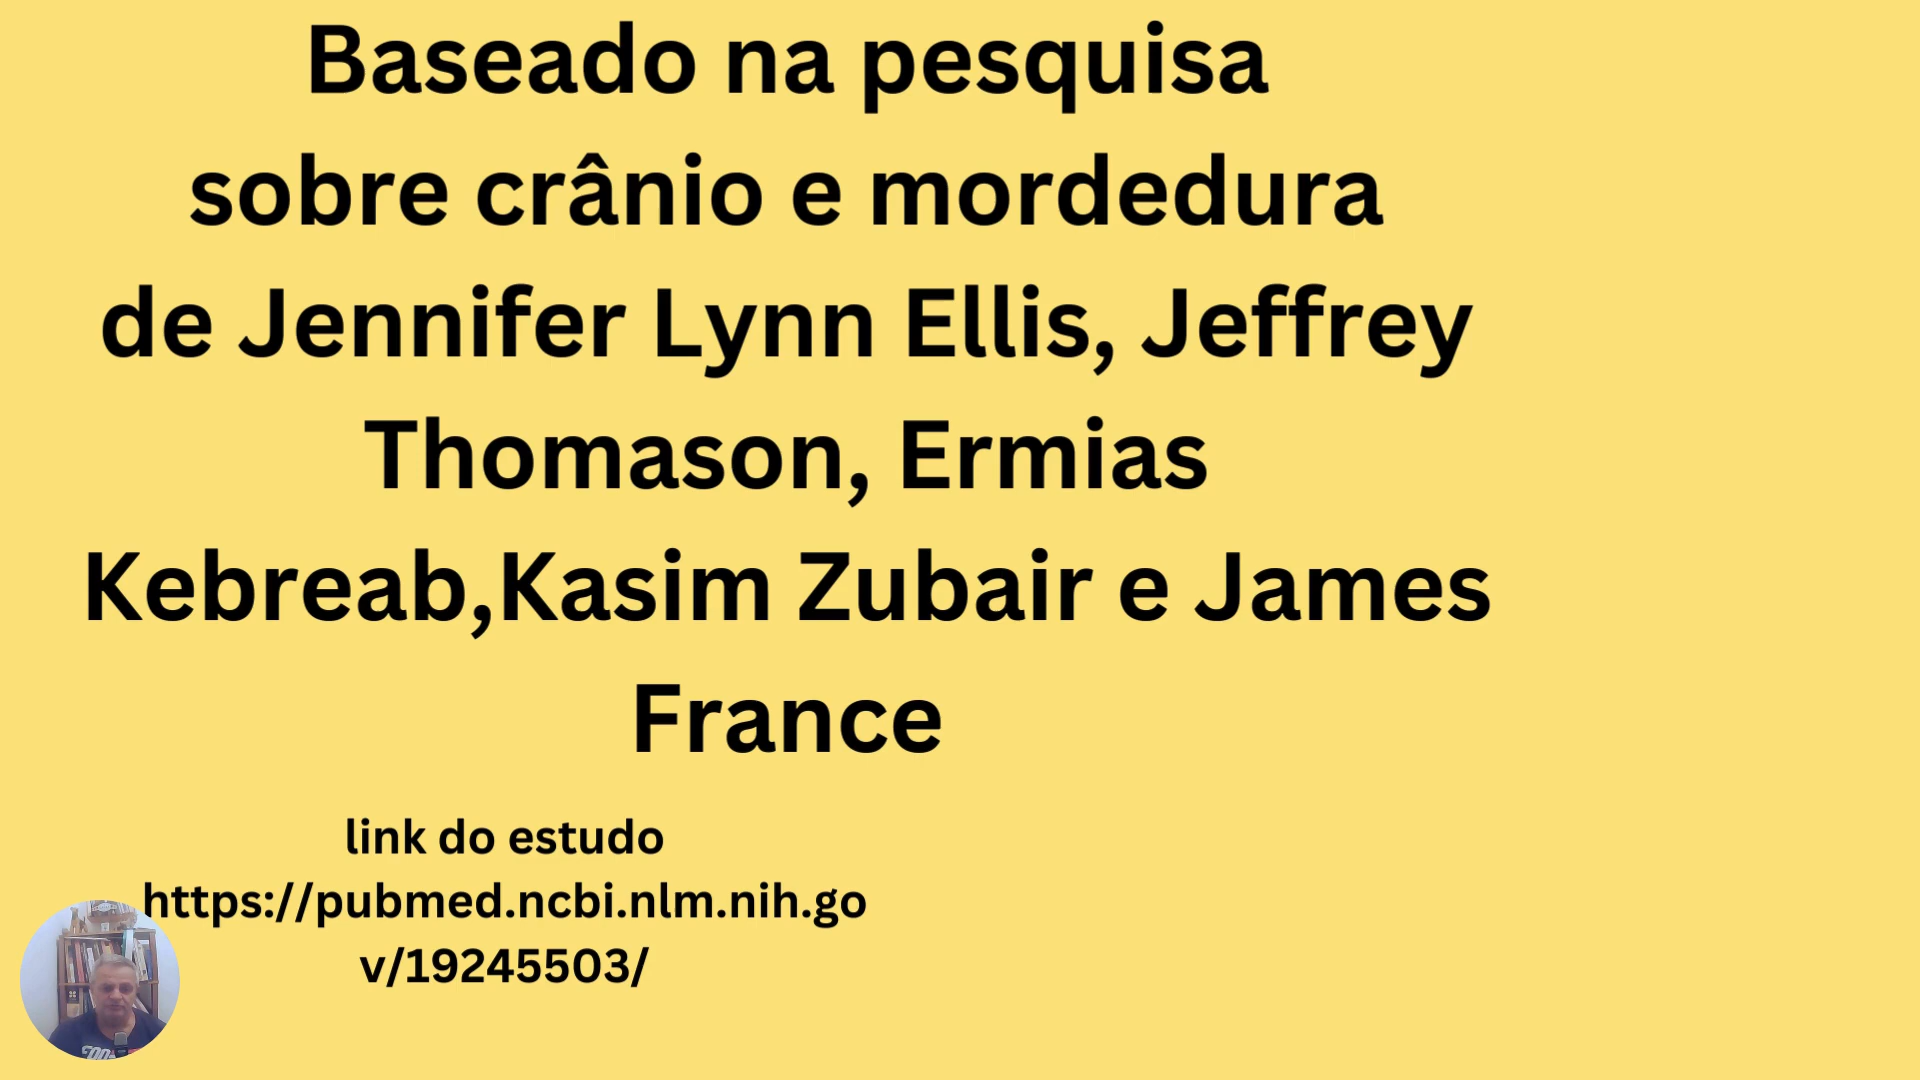 Baseado na pesquisa
sobre crânio e mordedura
de Jennifer Lynn Ellis, Jeffrey
Thomason, Ermias
Kebreab,Kasim Zubair e James
France
link do estudo
https://pubmed.ncbi.nlm.nih.go
v/19245503/